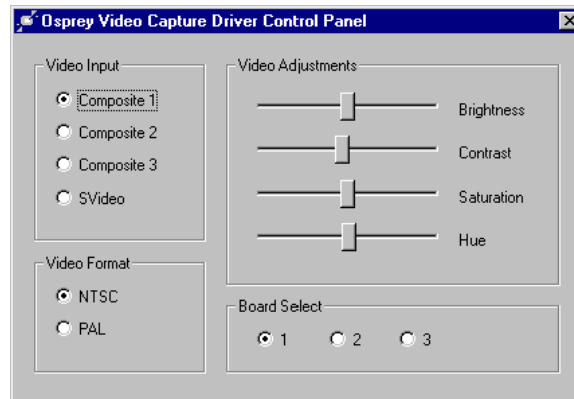 Osprey Video Capture Driver Control Panel
Video Input
Composite 1
Composite 2
Composite 3
SVideo
Video Format
NTSC
PAL
Video Adjustments
Brightness
Contrast
Saturation
Hue
Board Select
1 2 3